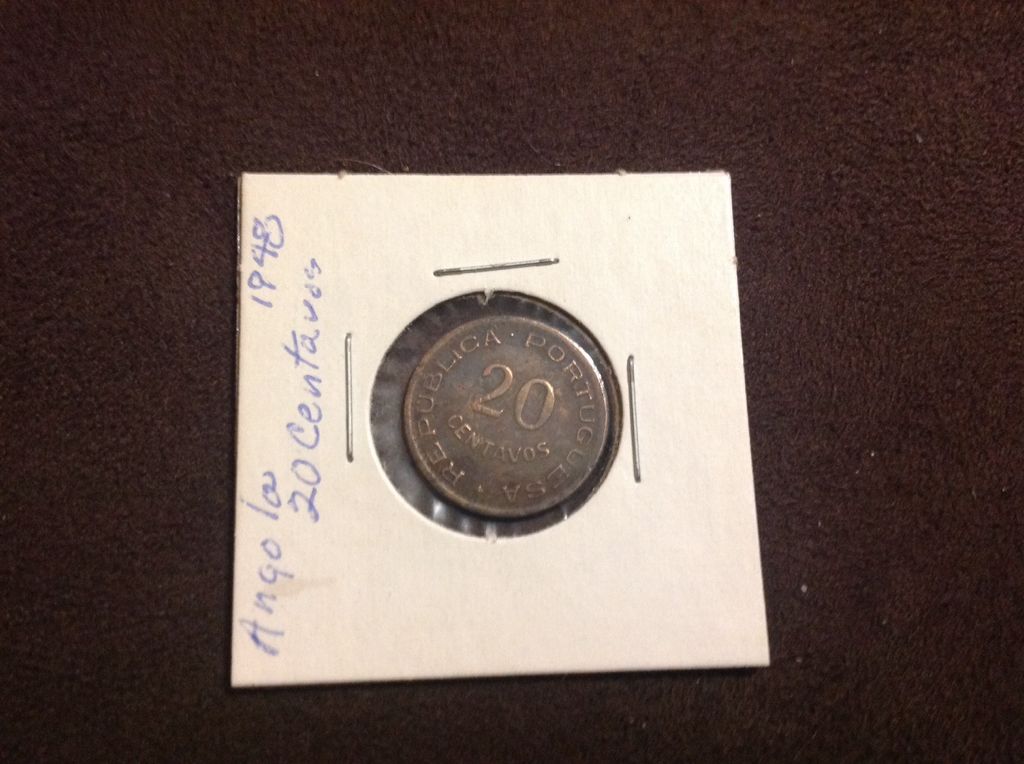 Angola 1948
20 Centavos
REPUBLICA · PORTUGUESA ·
20
CENTAVOS